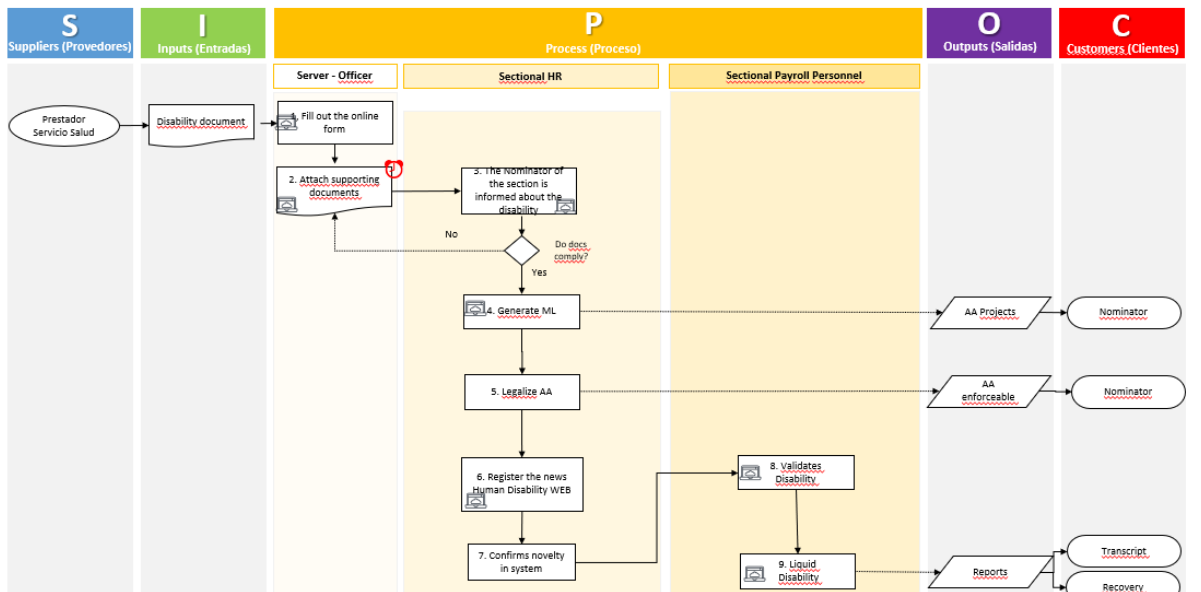 S
Suppliers (Provedores)
I
Inputs (Entradas)
P
Process (Proceso)
O
Outputs (Salidas)
C
Customers (Clientes)
Server - Officer
Sectional HR
Sectional Payroll Personnel
Prestador
Servicio Salud
Disability document
1. Fill out the online
form
2. Attach supporting
documents
3. The Nominator of
the section is
informed about the
disability
No
Do docs
comply?
Yes
4. Generate ML
AA Projects
Nominator
5. Legalize AA
AA
enforceable
Nominator
6. Register the news
Human Disability WEB
8. Validates
Disability
7. Confirms novelty
in system
9. Liquid
Disability
Reports
Transcript
Recovery